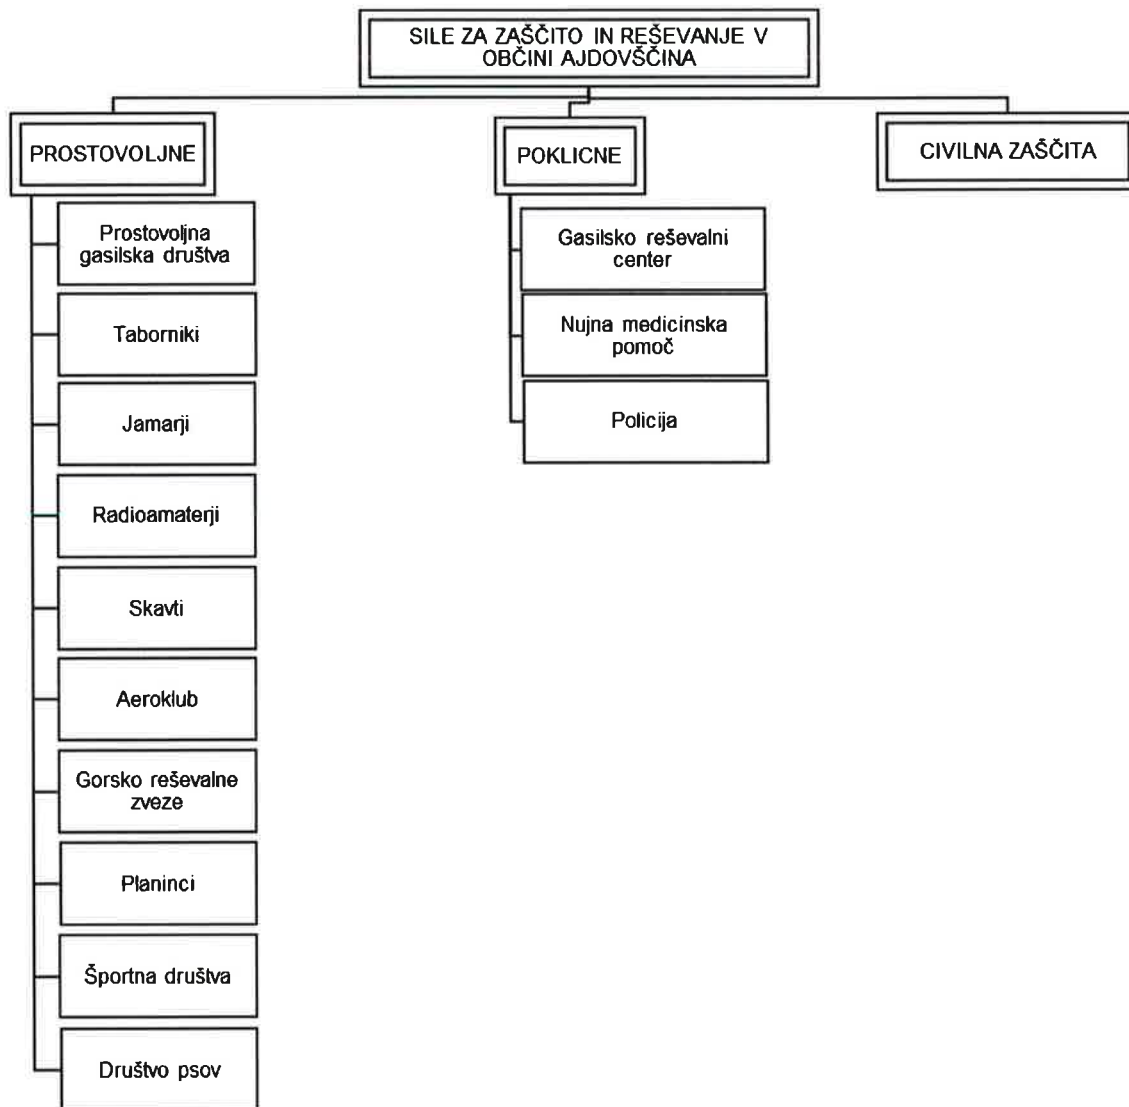 SILE ZA ZAŠČITO IN REŠEVANJE V
OBČINI AJDOVŠČINA
PROSTOVOLJNE
POKLICNE
CIVILNA ZAŠČITA
Prostovoljna
gasilska društva
Taborniki
Jamarji
Radioamaterji
Skavti
Aeroklub
Gorsko reševalne
zveze
Planinci
Športna društva
Društvo psov
Gasilsko reševalni
center
Nujna medicinska
pomoč
Policija